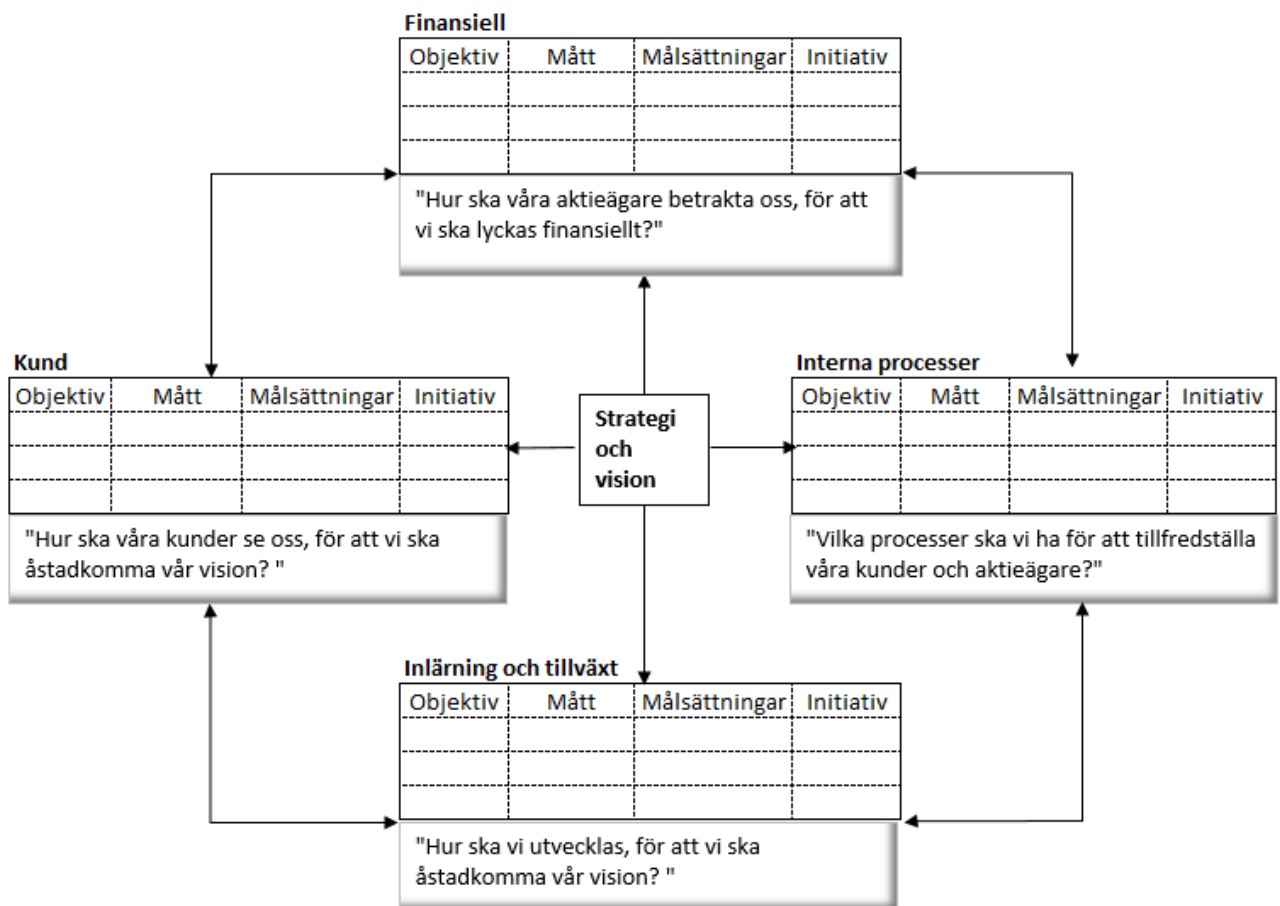 Finansiell
Objektiv Mått Målsättningar Initiativ
"Hur ska våra aktieägare betrakta oss, för att
vi ska lyckas finansiellt?"
Kund
Objektiv Mått Målsättningar Initiativ
"Hur ska våra kunder se oss, för att vi ska
åstadkomma vår vision? "
Strategi
och
vision
Interna processer
Objektiv Mått Målsättningar Initiativ
"Vilka processer ska vi ha för att tillfredställa
våra kunder och aktieägare?"
Inlärning och tillväxt
Objektiv Mått Målsättningar Initiativ
"Hur ska vi utvecklas, för att vi ska
åstadkomma vår vision? "